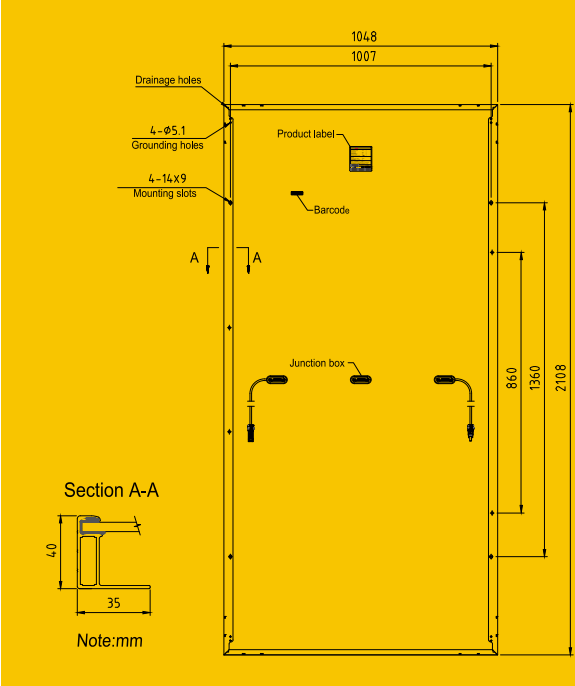 1048
1007
Drainage holes
4-Φ5.1
Grounding holes
Product label
4-14x9
Mounting slots
Barcode
A A
Junction box
860
1360
2108
Section A-A
40
35
Note:mm